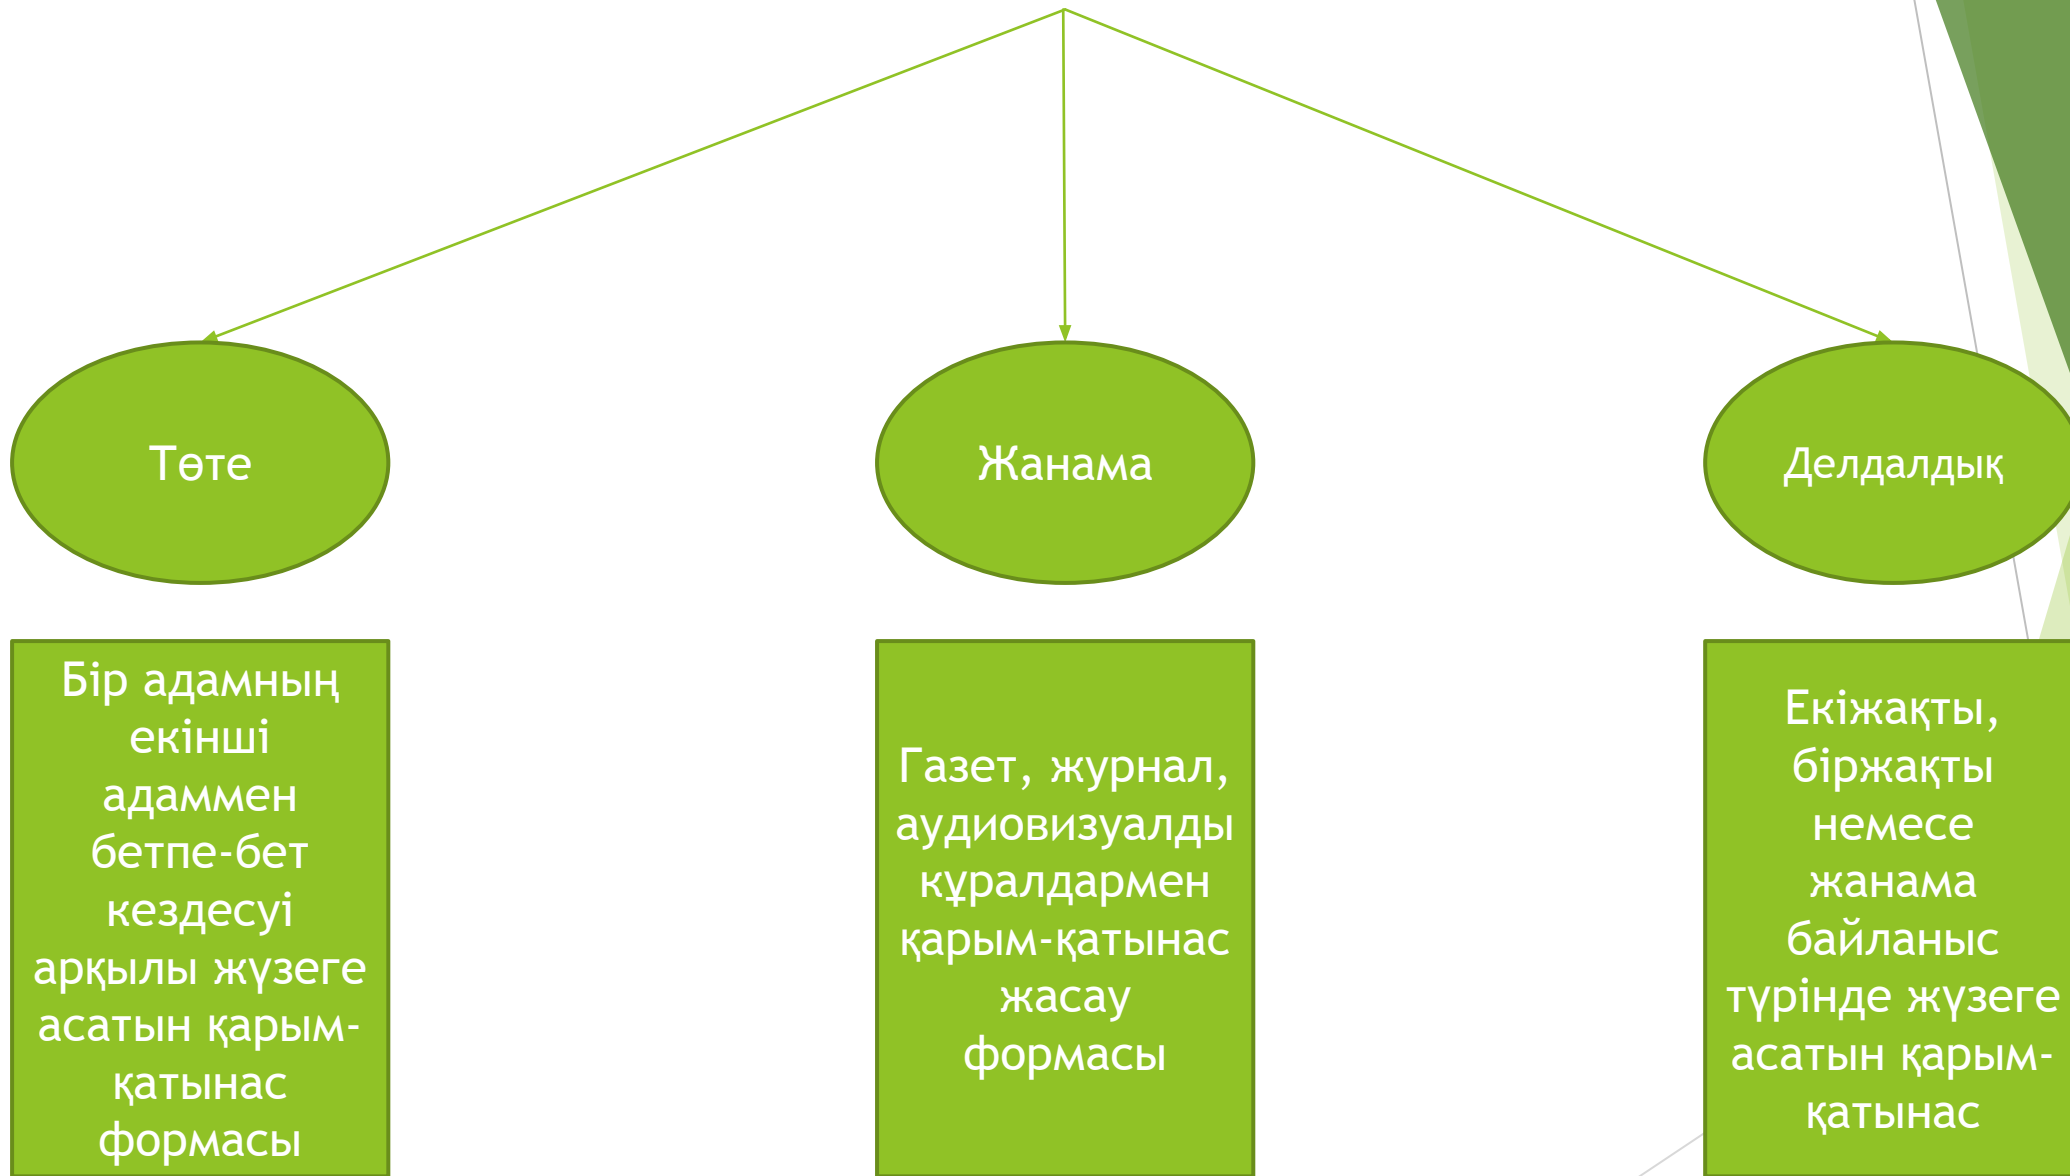 Төте
Жанама
Делдалдық
Бір адамның
екінші
адаммен
бетпе-бет
кездесуі
арқылы жүзеге
асатын қарым-
қатынас
формасы
Газет, журнал,
аудиовизуалды
құралдармен
қарым-қатынас
жасау
формасы
Екіжақты,
біржақты
немесе
жанама
байланыс
түрінде жүзеге
асатын қарым-
қатынас